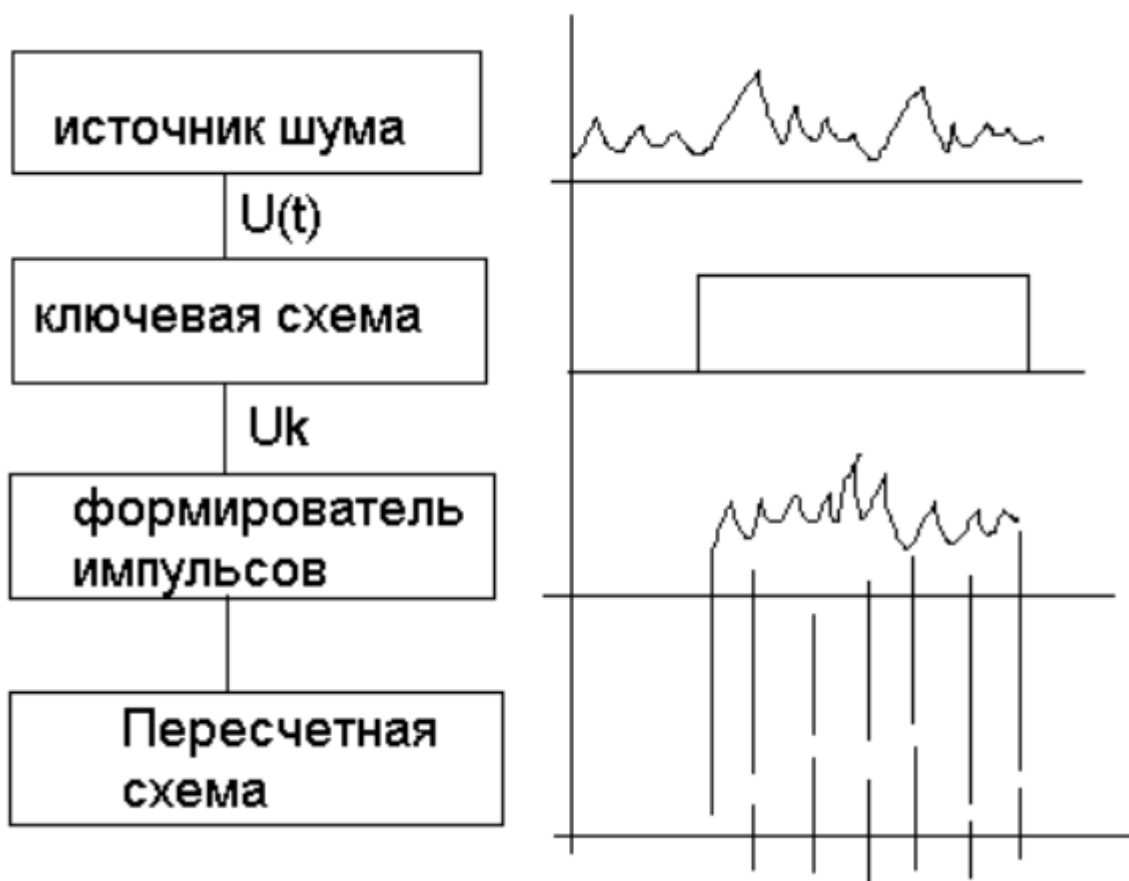 источник шума
U(t)
ключевая схема
Uk
формирователь
импульсов
Пересчетная
схема